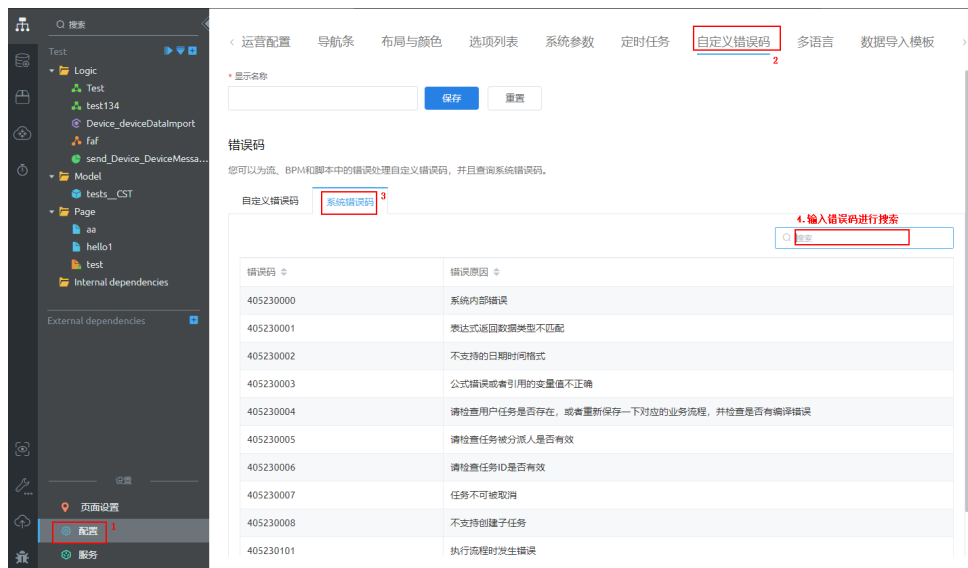 搜索
Test
Logic
Test
test134
Device_deviceDataImport
faf
send_Device_DeviceMessa...
Model
tests__CST
Page
aa
hello1
test
Internal dependencies
External dependencies
设置
页面设置
配置 1
服务
运营配置 导航条 布局与颜色 选项列表 系统参数 定时任务 自定义错误码 多语言 数据导入模板
2
* 显示名称
保存 重置
错误码
您可以为流、BPM和脚本中的错误处理自定义错误码，并且查询系统错误码。
自定义错误码 系统错误码 3
4.输入错误码进行搜索
搜索
错误码 错误原因
405230000 系统内部错误
405230001 表达式返回数据类型不匹配
405230002 不支持的日期时间格式
405230003 公式错误或者引用的变量值不正确
405230004 请检查用户任务是否存在，或者重新保存一下对应的业务流程，并检查是否有编译错误
405230005 请检查任务被分派人是否有效
405230006 请检查任务ID是否有效
405230007 任务不可被取消
405230008 不支持创建子任务
405230101 执行流程时发生错误